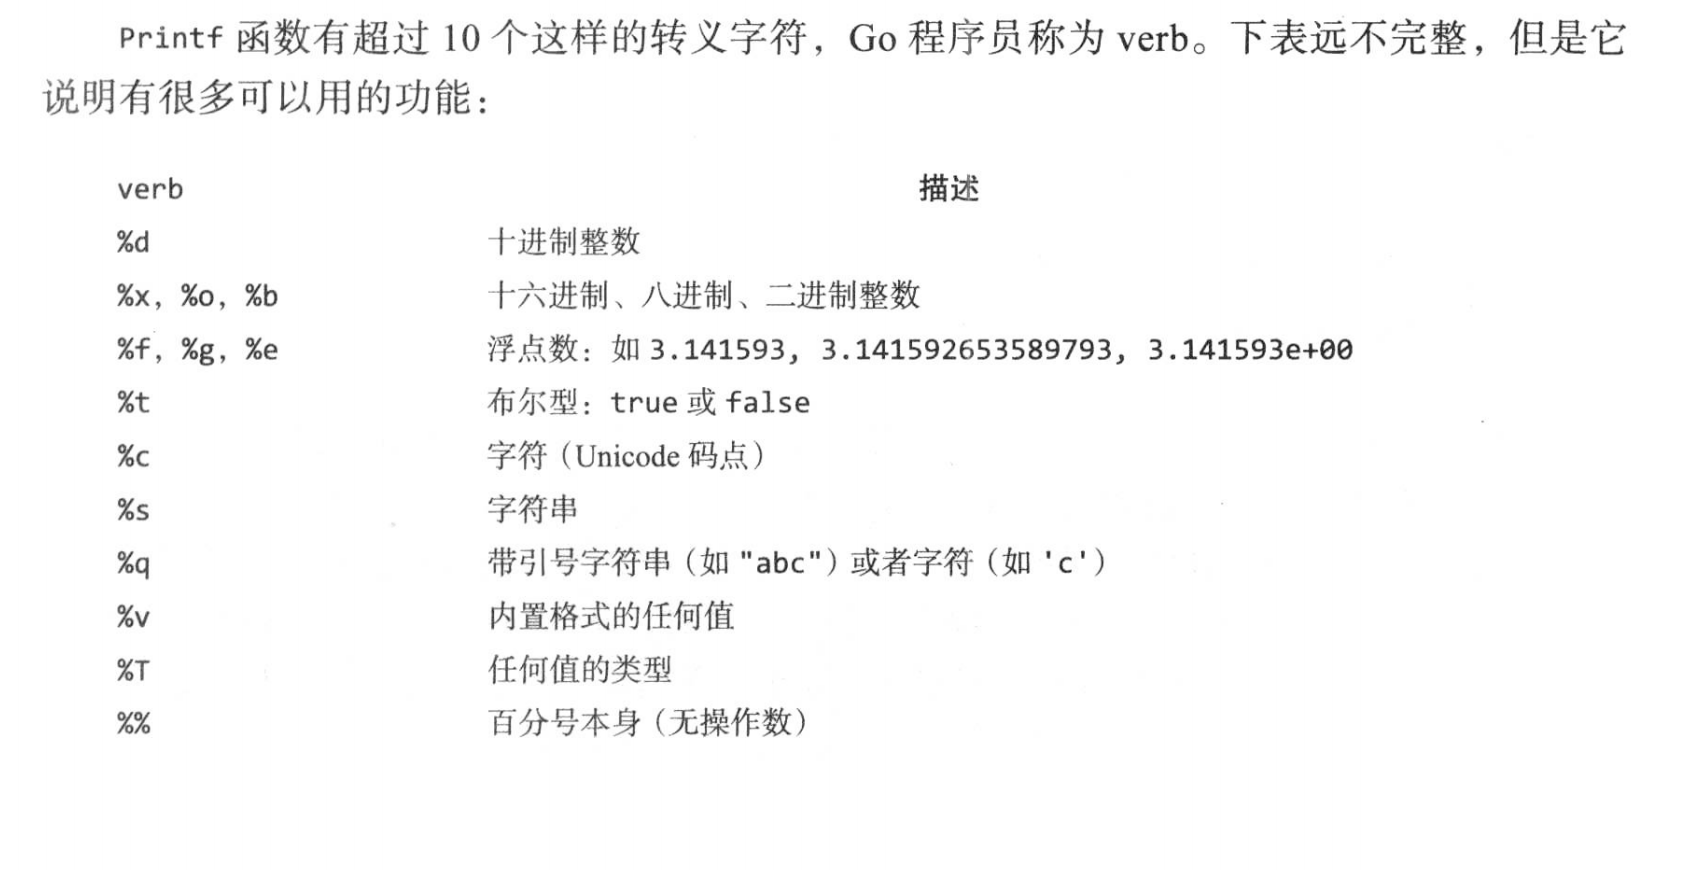 Printf 函数有超过 10 个这样的转义字符，Go 程序员称为 verb。下表远不完整，但是它
说明有很多可以用的功能：
verb 描述
%d 十进制整数
%x, %o, %b 十六进制、八进制、二进制整数
%f, %g, %e 浮点数：如 3.141593, 3.141592653589793, 3.141593e+00
%t 布尔型：true 或 false
%c 字符（Unicode 码点）
%s 字符串
%q 带引号字符串（如 "abc"）或者字符（如 'c'）
%v 内置格式的任何值
%T 任何值的类型
%% 百分号本身（无操作数）